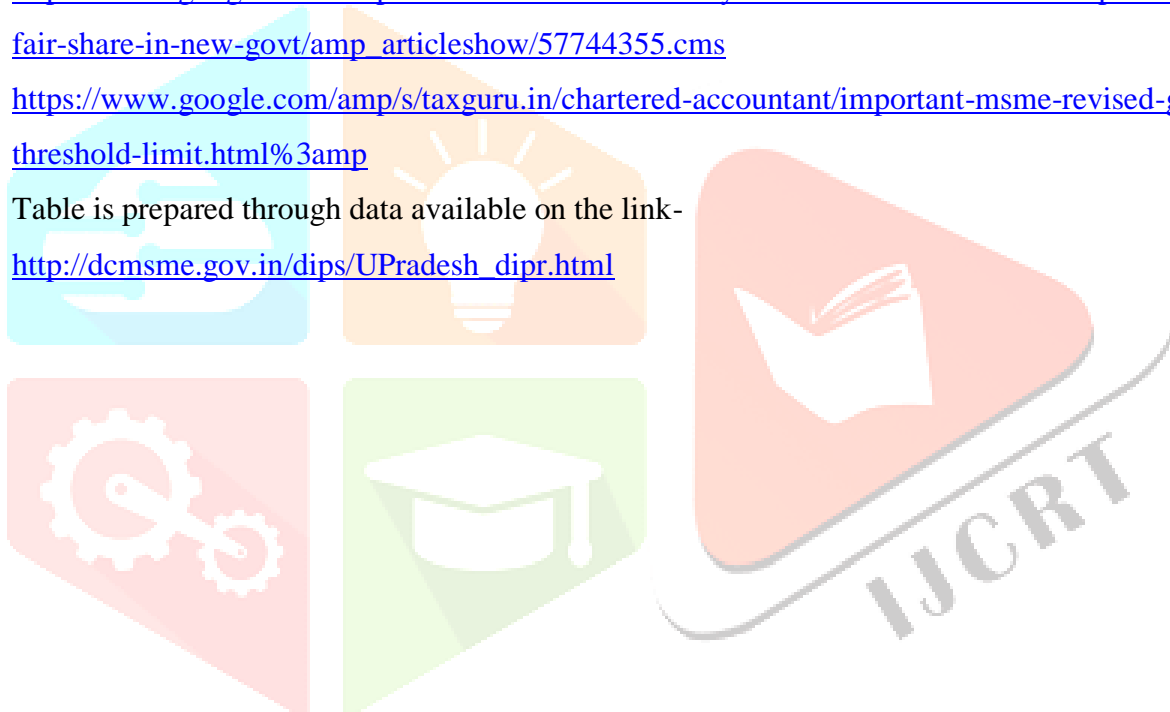 fair-share-in-new-govt/amp_articleshow/57744355.cms
https://www.google.com/amp/s/taxguru.in/chartered-accountant/important-msme-revised-g
threshold-limit.html%3amp
Table is prepared through data available on the link-
http://dcmsme.gov.in/dips/UPradesh_dipr.html
IJCRT